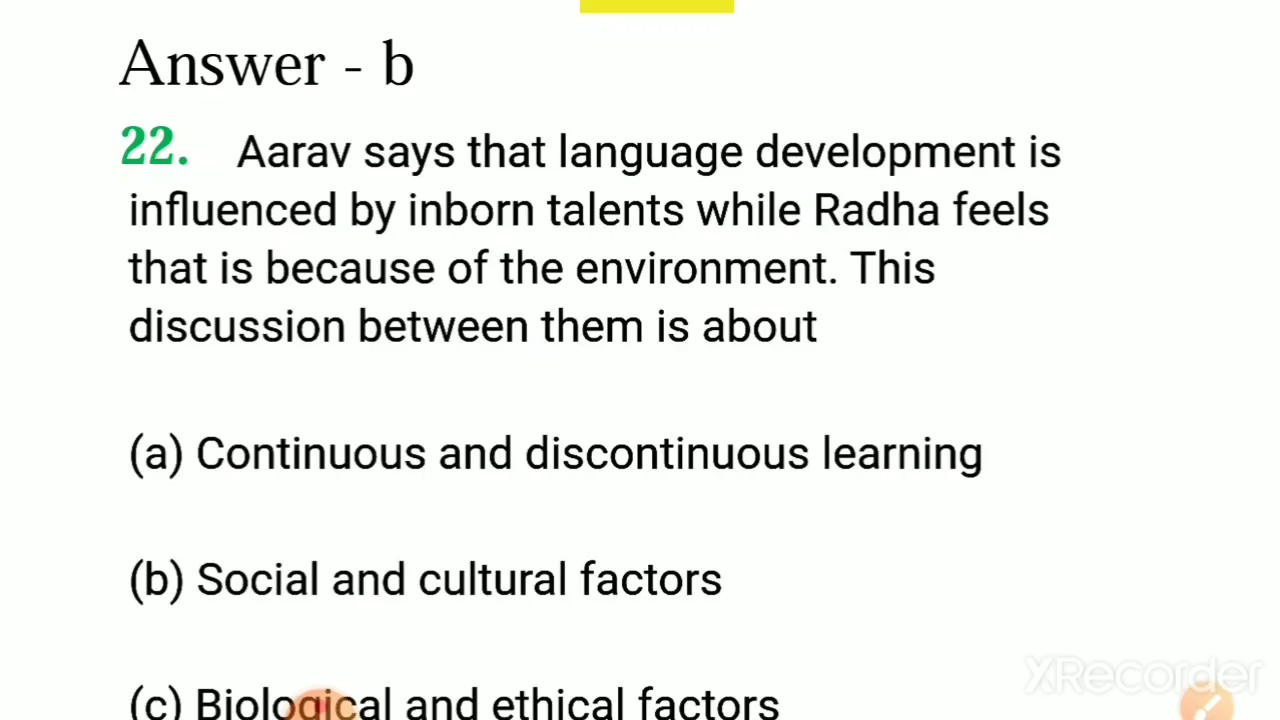 Answer - b
22. Aarav says that language development is
influenced by inborn talents while Radha feels
that is because of the environment. This
discussion between them is about
(a) Continuous and discontinuous learning
(b) Social and cultural factors
(c) Biological and ethical factors
XRecorder